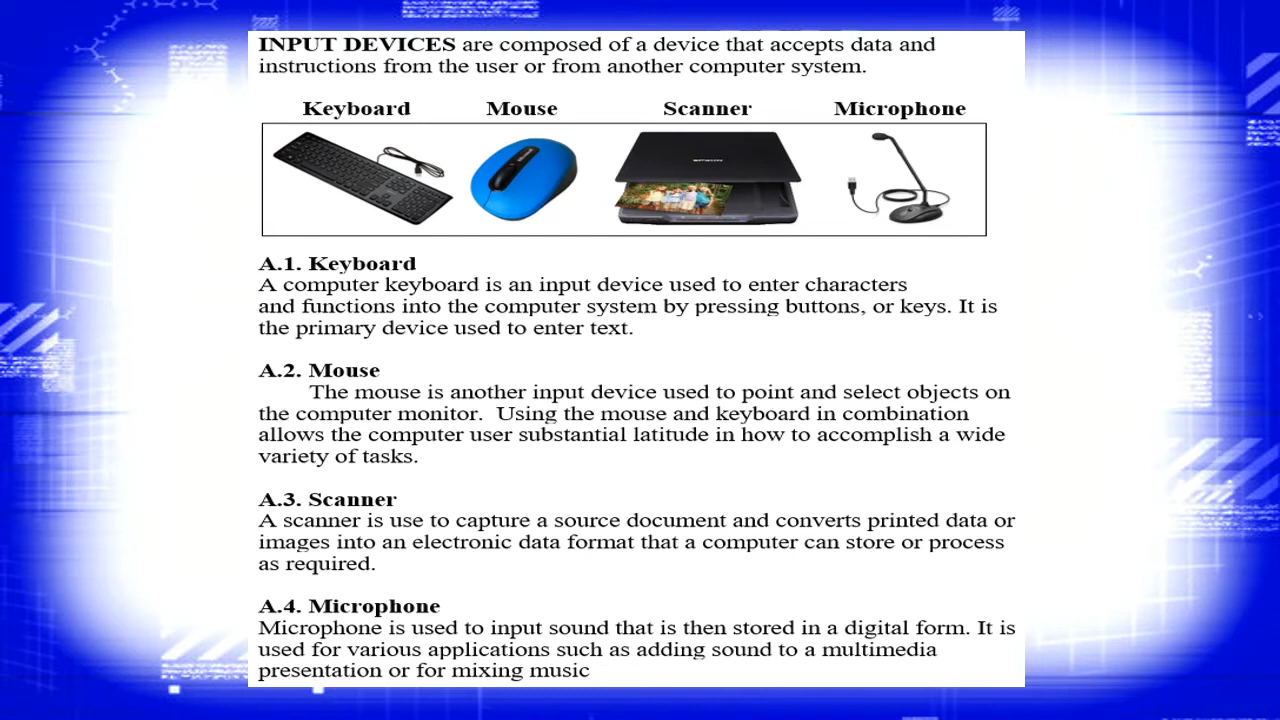 INPUT DEVICES are composed of a device that accepts data and
instructions from the user or from another computer system.
Keyboard Mouse Scanner Microphone
EPSON
A.1. Keyboard
A computer keyboard is an input device used to enter characters
and functions into the computer system by pressing buttons, or keys. It is
the primary device used to enter text.
A.2. Mouse
The mouse is another input device used to point and select objects on
the computer monitor. Using the mouse and keyboard in combination
allows the computer user substantial latitude in how to accomplish a wide
variety of tasks.
A.3. Scanner
A scanner is use to capture a source document and converts printed data or
images into an electronic data format that a computer can store or process
as required.
A.4. Microphone
Microphone is used to input sound that is then stored in a digital form. It is
used for various applications such as adding sound to a multimedia
presentation or for mixing music